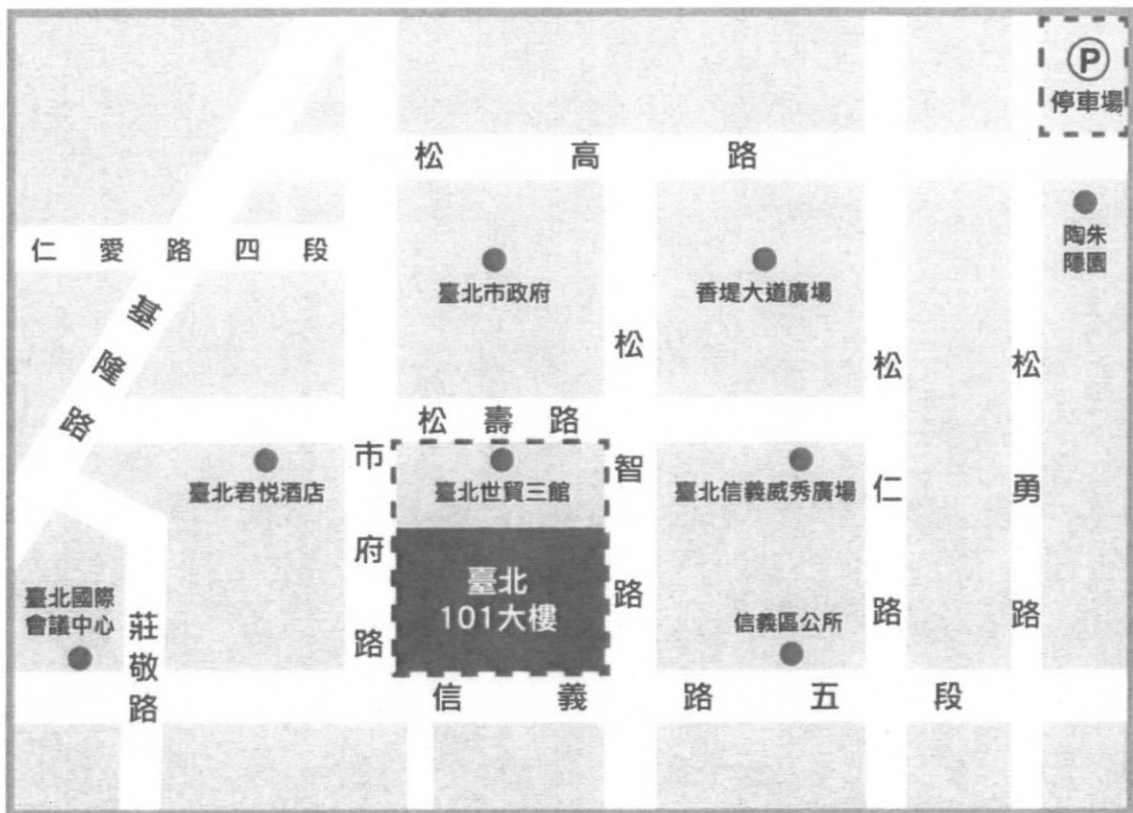 P
停車場
松高路
陶朱
隱園
仁愛路四段
臺北市政府
香堤大道廣場
基隆路
松智路
松仁路
松勇路
松壽路
市府路
臺北君悅酒店
臺北世貿三館
臺北信義威秀廣場
臺北
101大樓
臺北國際
會議中心
莊敬路
信義區公所
信義路五段